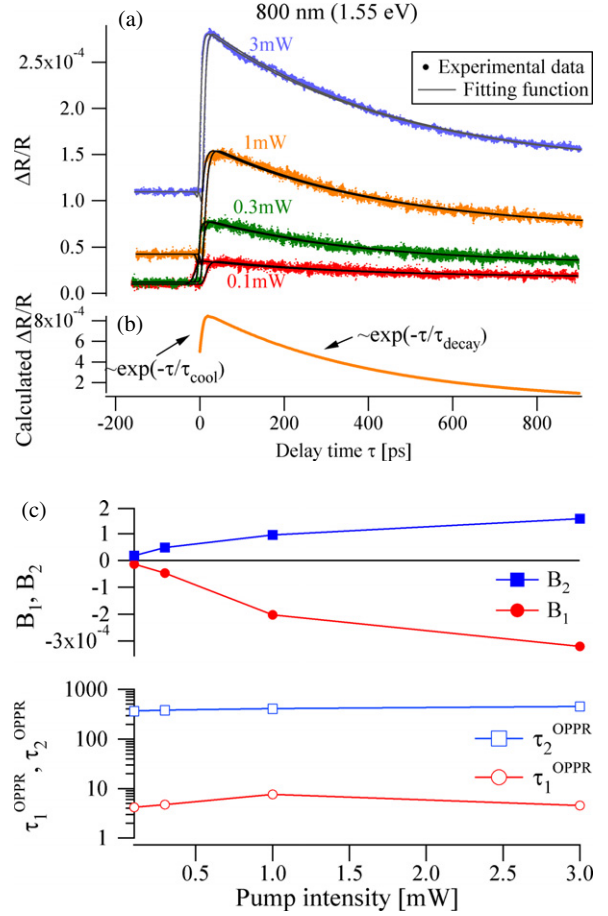 (a)
800 nm (1.55 eV)
3mW
• Experimental data
— Fitting function
1mW
0.3mW
0.1mW
ΔR/R
2.5x10⁻⁴
2.0
1.5
1.0
0.5
0.0
(b)
Calculated ΔR/R
8x10⁻⁴
6
4
2
~exp(-τ/τcool)
~exp(-τ/τdecay)
-200 0 200 400 600 800
Delay time τ [ps]
(c)
B₁, B₂
2
1
0
-1
-2
-3x10⁻⁴
B₂
B₁
τ₁ᴼᴾᴾᴿ, τ₂ᴼᴾᴾᴿ
1000
100
10
1
τ₂ᴼᴾᴾᴿ
τ₁ᴼᴾᴾᴿ
0.5 1.0 1.5 2.0 2.5 3.0
Pump intensity [mW]